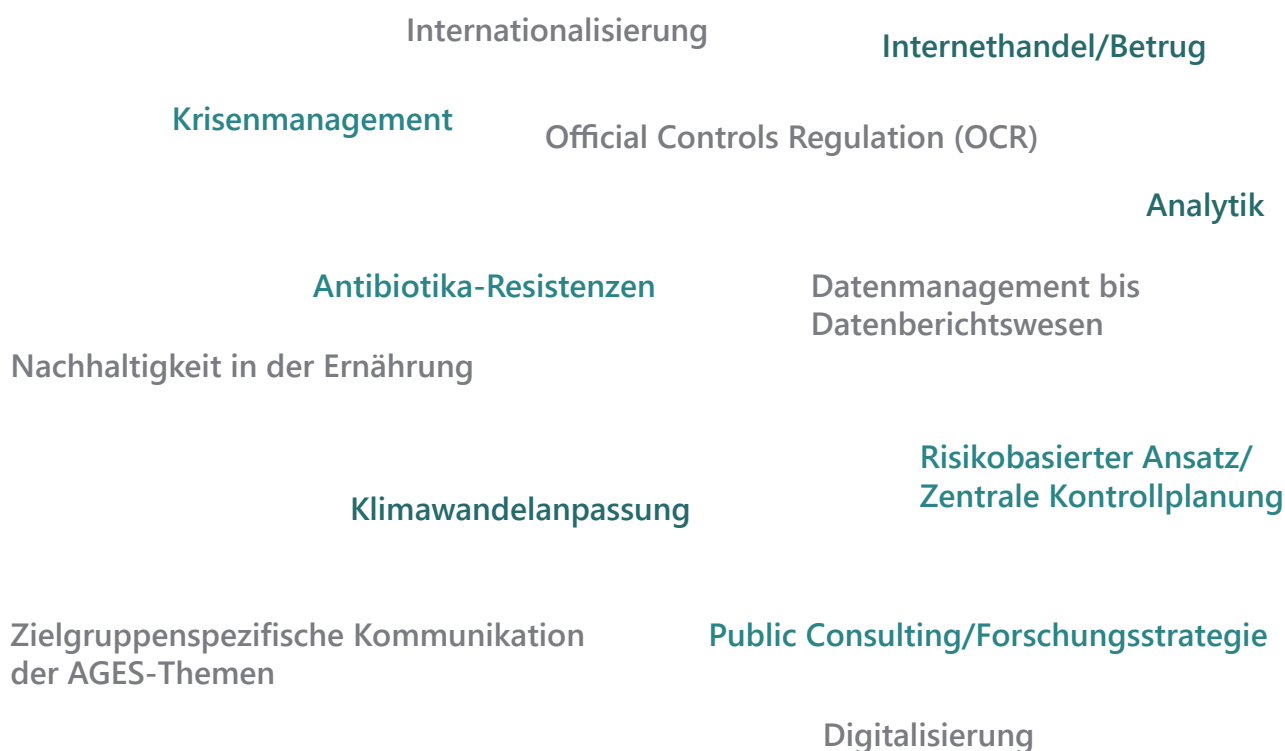 Internationalisierung
Internethandel/Betrug
Krisenmanagement
Official Controls Regulation (OCR)
Analytik
Antibiotika-Resistenzen
Datenmanagement bis
Datenberichtswesen
Nachhaltigkeit in der Ernährung
Risikobasierter Ansatz/
Zentrale Kontrollplanung
Klimawandelanpassung
Zielgruppenspezifische Kommunikation
der AGES-Themen
Public Consulting/Forschungsstrategie
Digitalisierung